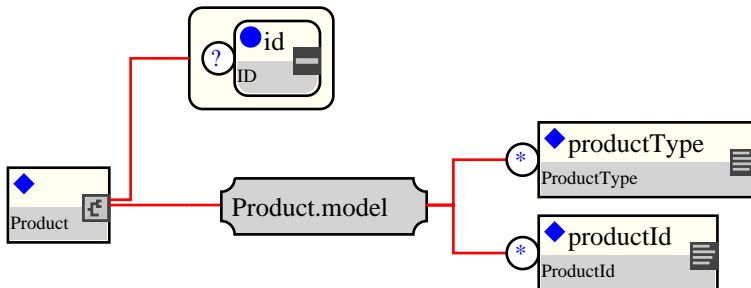 ? id
ID
productType
*
ProductType
Product
Product.model
productId
*
ProductId